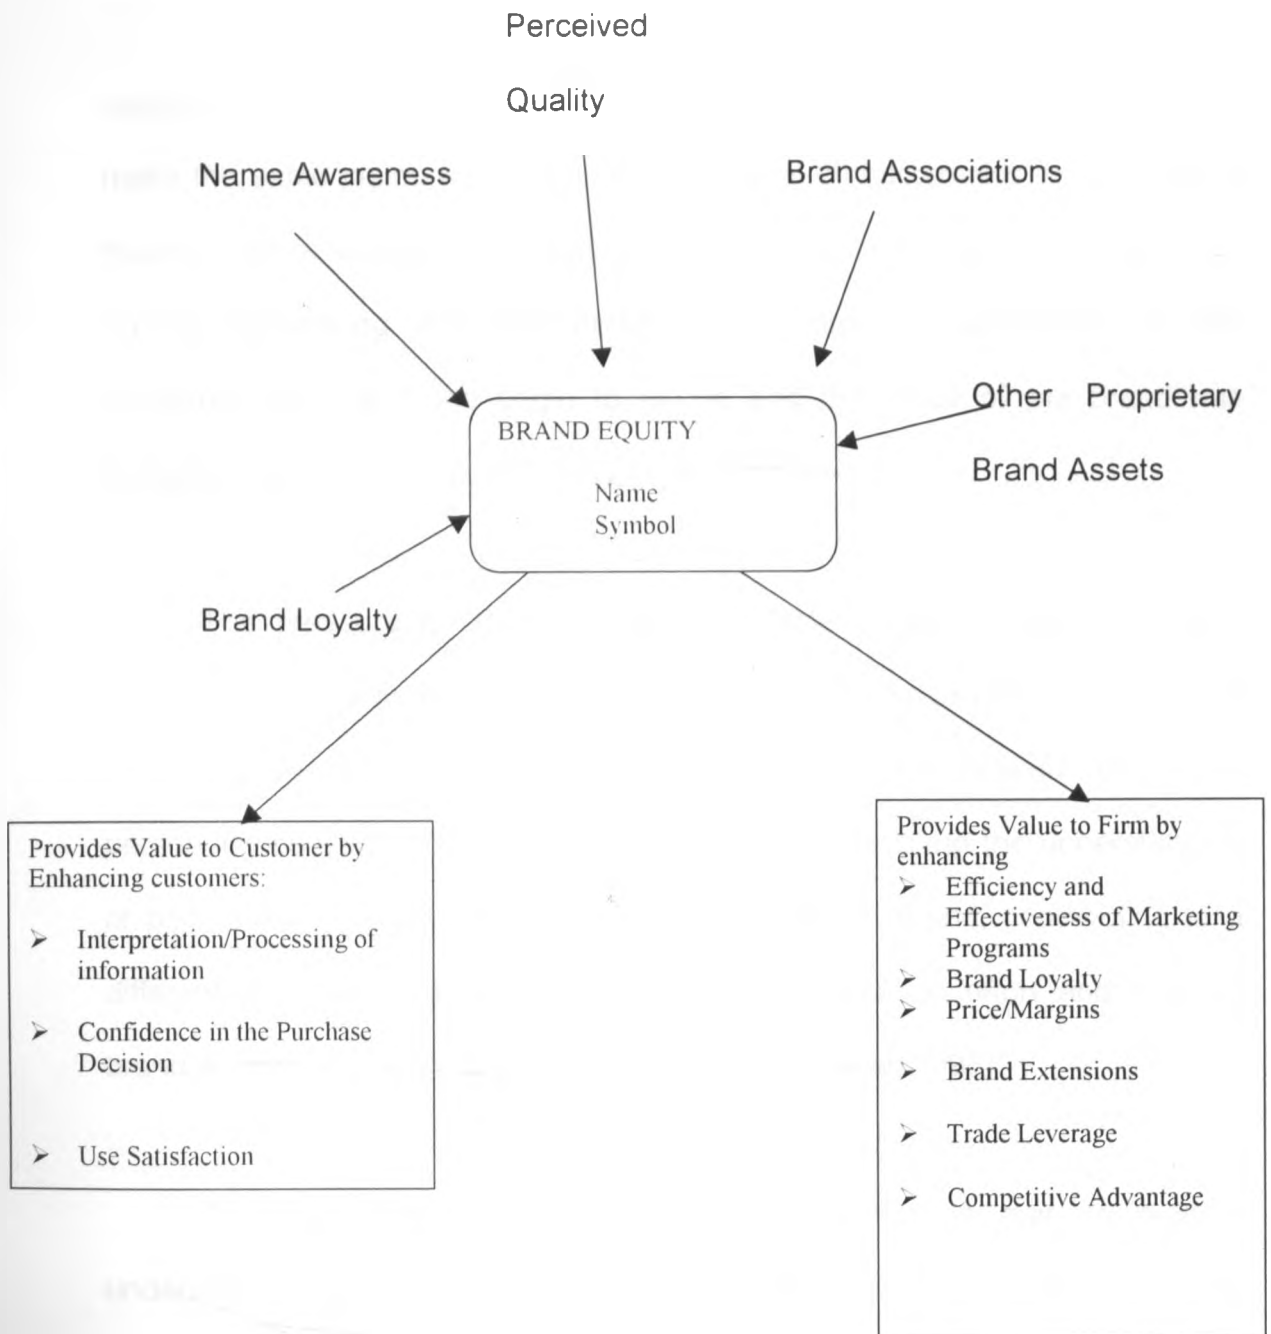 Perceived
Quality
Name Awareness
Brand Associations
Other Proprietary
Brand Assets
BRAND EQUITY
Name
Symbol
Brand Loyalty
Provides Value to Customer by
Enhancing customers:
➢ Interpretation/Processing of
information
➢ Confidence in the Purchase
Decision
➢ Use Satisfaction
Provides Value to Firm by
enhancing
➢ Efficiency and
Effectiveness of Marketing
Programs
➢ Brand Loyalty
➢ Price/Margins
➢ Brand Extensions
➢ Trade Leverage
➢ Competitive Advantage